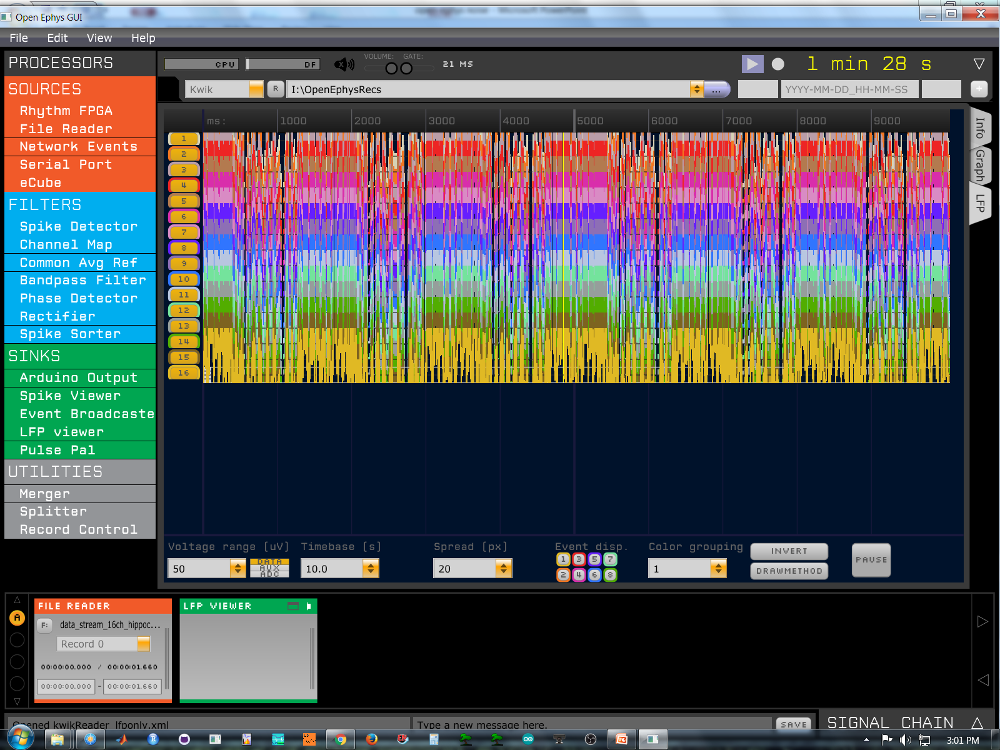 Open Ephys GUI
File Edit View Help
PROCESSORS
SOURCES
Rhythm FPGA
File Reader
Network Events
Serial Port
eCube
FILTERS
Spike Detector
Channel Map
Common Avg Ref
Bandpass Filter
Phase Detector
Rectifier
Spike Sorter
SINKS
Arduino Output
Spike Viewer
Event Broadcaste
LFP viewer
Pulse Pal
UTILITIES
Merger
Splitter
Record Control
CPU DF VOLUME: GATE: 21 MS 1 min 28 s
Kwik R I:\OpenEphysRecs ... YYYY-MM-DD_HH-MM-SS +
ms: 1000 2000 3000 4000 5000 6000 7000 8000 9000
1
2
3
4
5
6
7
8
9
10
11
12
13
14
15
16
Info
Graph
LFP
Voltage range (uV) Timebase (s) Spread (px) Event disp. Color grouping
50 DATA AUX ADC 10.0 20 1 3 5 7 1 INVERT PAUSE
2 4 6 8 DRAWMETHOD
A
FILE READER
F: data_stream_16ch_hippoc...
Record 0
00:00:00.000 / 00:00:01.660
00:00:00.000 - 00:00:01.660
LFP VIEWER
Opened kwikReader_lfponly.xml Type a new message here. SAVE SIGNAL CHAIN
3:01 PM